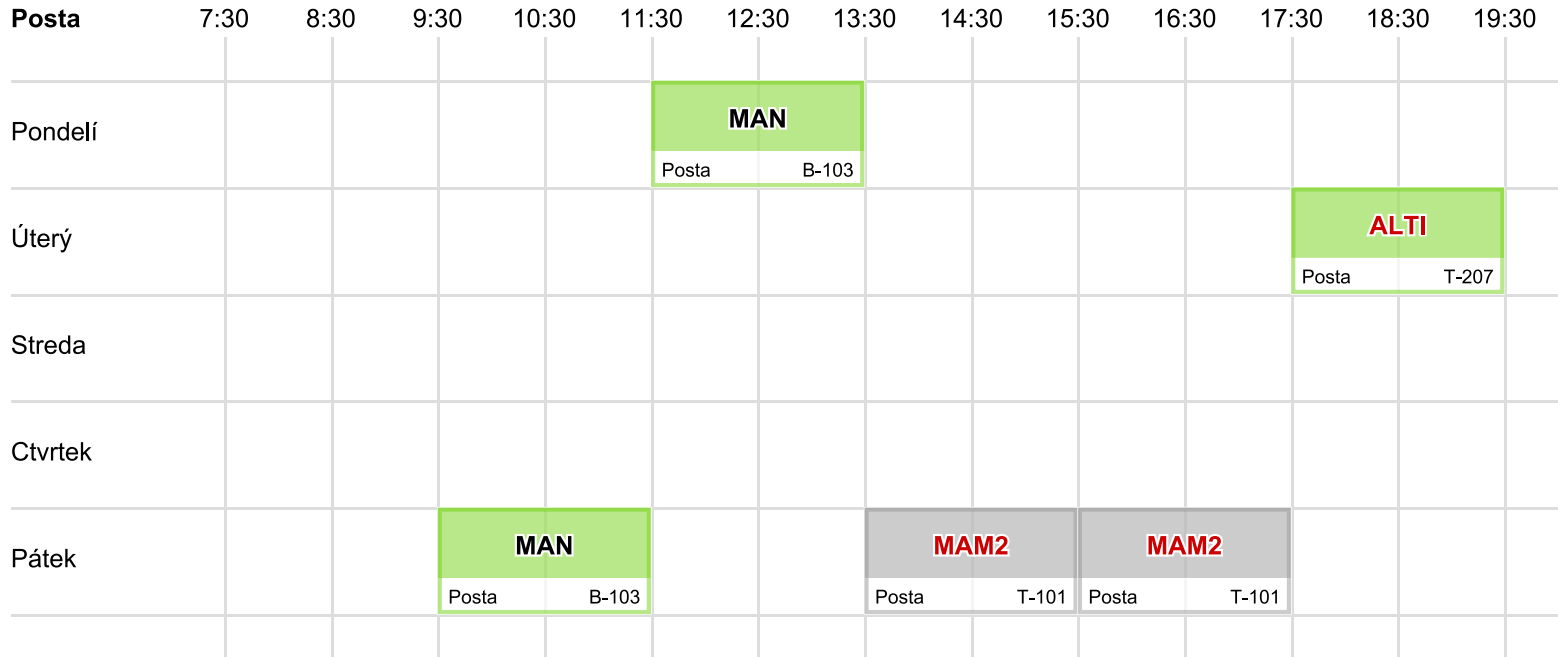 Posta 7:30 8:30 9:30 10:30 11:30 12:30 13:30 14:30 15:30 16:30 17:30 18:30 19:30
Pondelí
MAN
Posta B-103
Úterý
ALTI
Posta T-207
Streda
Ctvrtek
Pátek
MAN MAM2 MAM2
Posta B-103 Posta T-101 Posta T-101